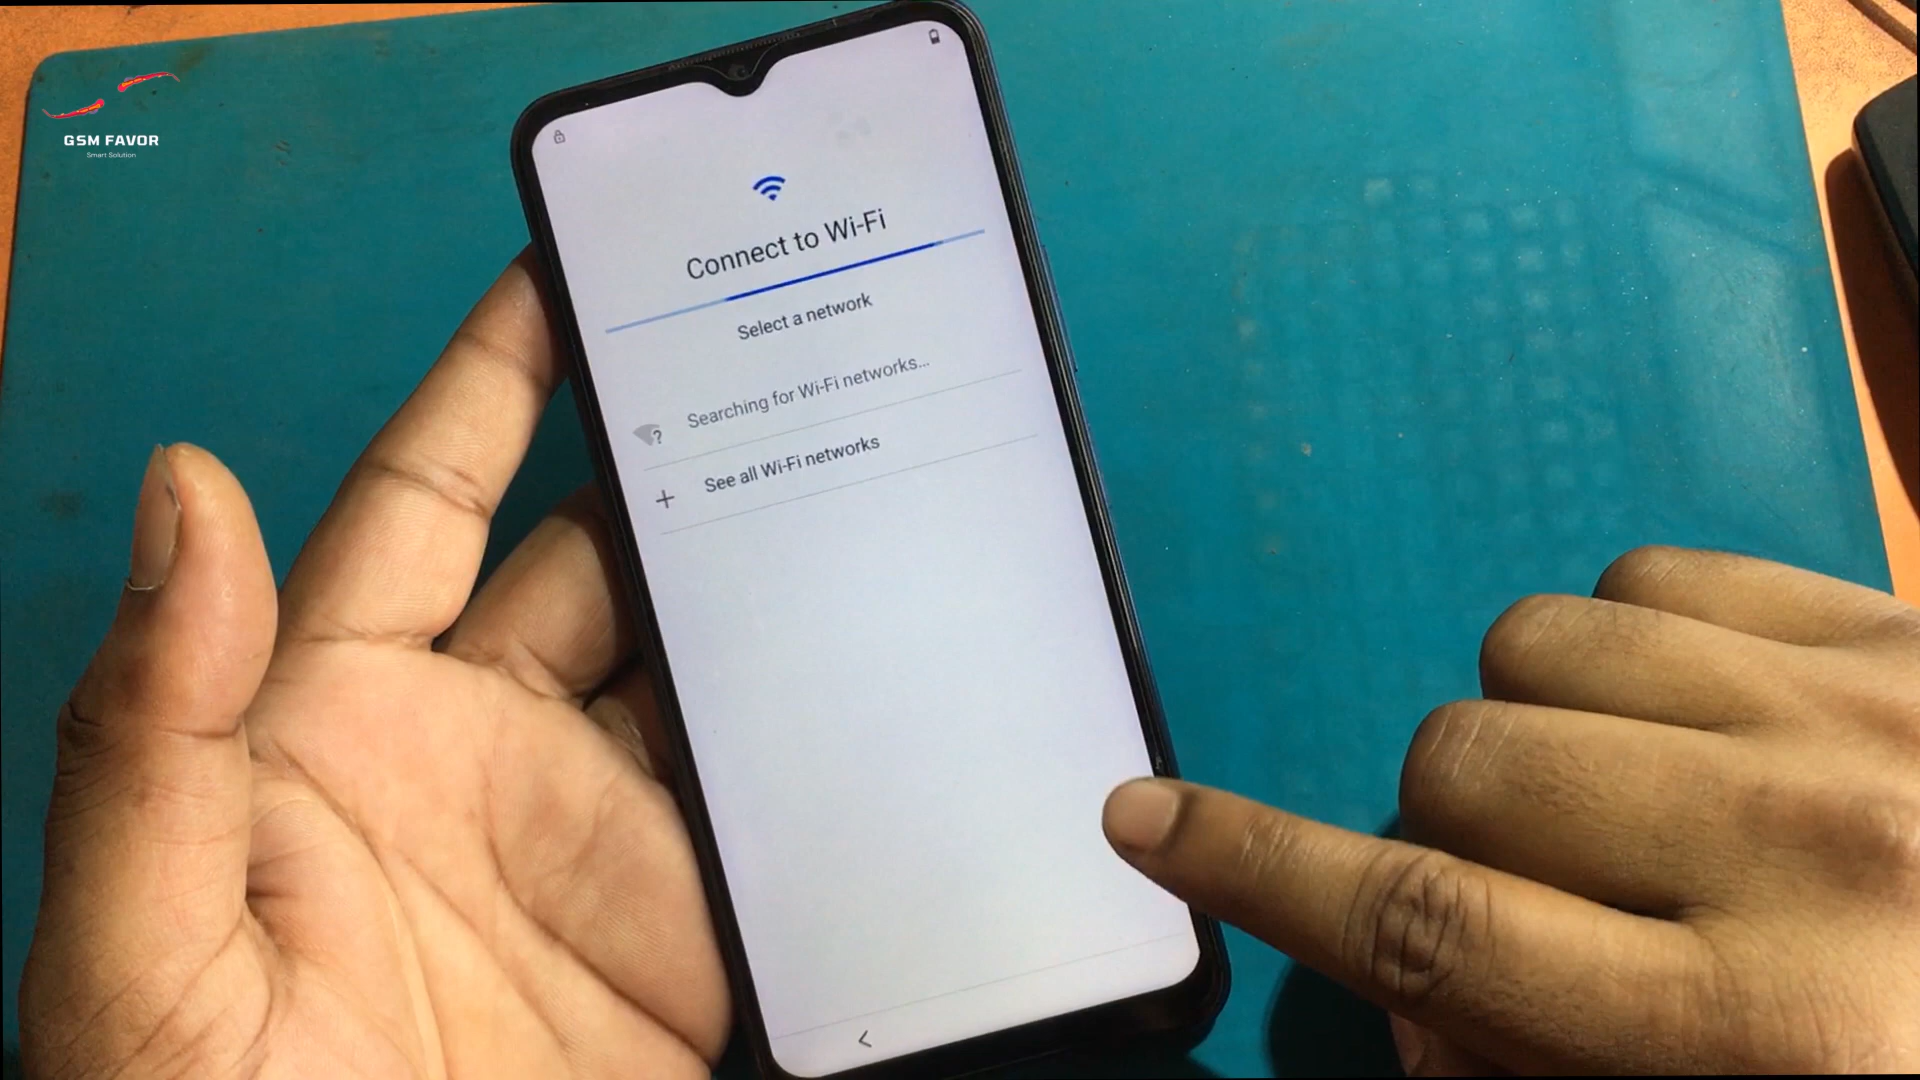 GSM FAVOR
Smart Solution
Connect to Wi-Fi
Select a network
Searching for Wi-Fi networks...
See all Wi-Fi networks